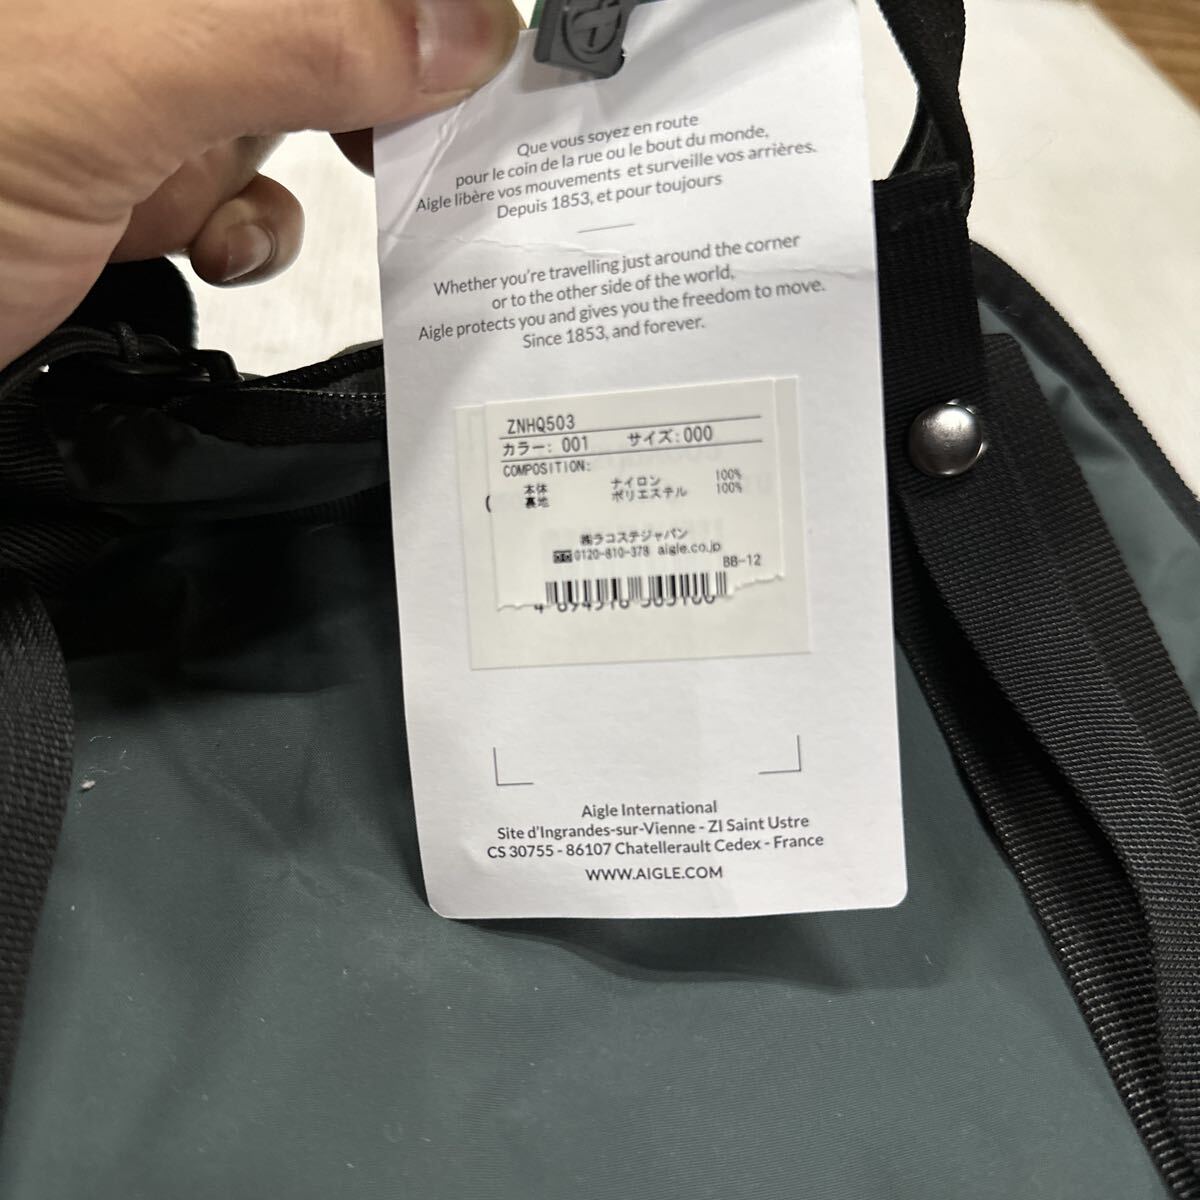 Que vous soyez en route
pour le coin de la rue ou le bout du monde,
Aigle libère vos mouvements et surveille vos arrières.
Depuis 1853, et pour toujours
Whether you're travelling just around the corner
or to the other side of the world,
Aigle protects you and gives you the freedom to move.
Since 1853, and forever.
ZNHQ503
カラー: 001 サイズ:000
COMPOSITION:
本体 ナイロン 100%
裏地 ポリエステル 100%
㈱ラコステジャパン
0120-810-378 aigle.co.jp
BB-12
Aigle International
Site d'Ingrandes-sur-Vienne - ZI Saint Ustre
CS 30755 - 86107 Chatellerault Cedex - France
WWW.AIGLE.COM